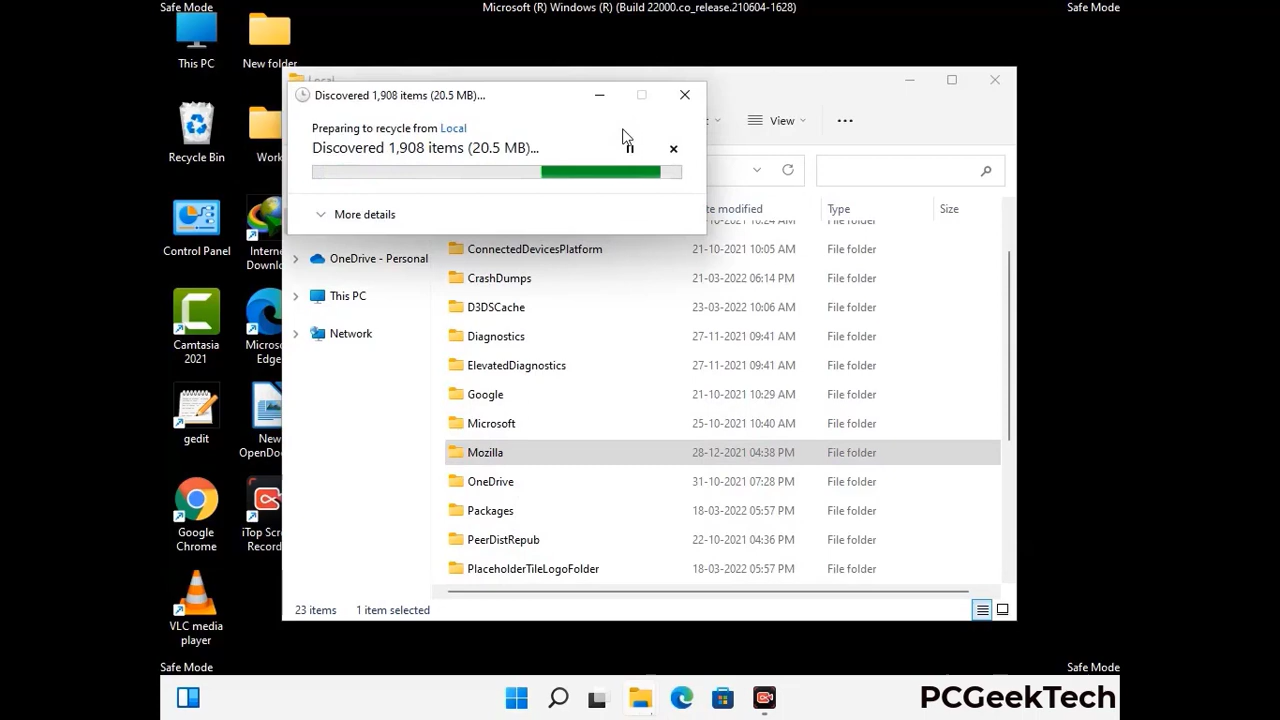 Safe Mode
Microsoft (R) Windows (R) (Build 22000.co_release.210604-1628)
Safe Mode
This PC
New folder
Recycle Bin
Work
Control Panel
Internet
Downlo
Camtasia
2021
Microso
Edge
gedit
New
OpenDoc
Google
Chrome
iTop Scre
Record
VLC media
player
Local
Discovered 1,908 items (20.5 MB)...
Preparing to recycle from Local
Discovered 1,908 items (20.5 MB)...
More details
View
te modified
Type
Size
File folder
ConnectedDevicesPlatform 21-10-2021 10:05 AM File folder
CrashDumps 21-03-2022 06:14 PM File folder
D3DSCache 23-03-2022 10:06 AM File folder
Diagnostics 27-11-2021 09:41 AM File folder
ElevatedDiagnostics 27-11-2021 09:41 AM File folder
Google 21-10-2021 10:29 AM File folder
Microsoft 25-10-2021 10:40 AM File folder
Mozilla 28-12-2021 04:38 PM File folder
OneDrive 31-10-2021 07:28 PM File folder
Packages 18-03-2022 05:57 PM File folder
PeerDistRepub 22-10-2021 04:36 PM File folder
PlaceholderTileLogoFolder 18-03-2022 05:57 PM File folder
OneDrive - Personal
This PC
Network
23 items
1 item selected
Safe Mode
Safe Mode
PCGeekTech